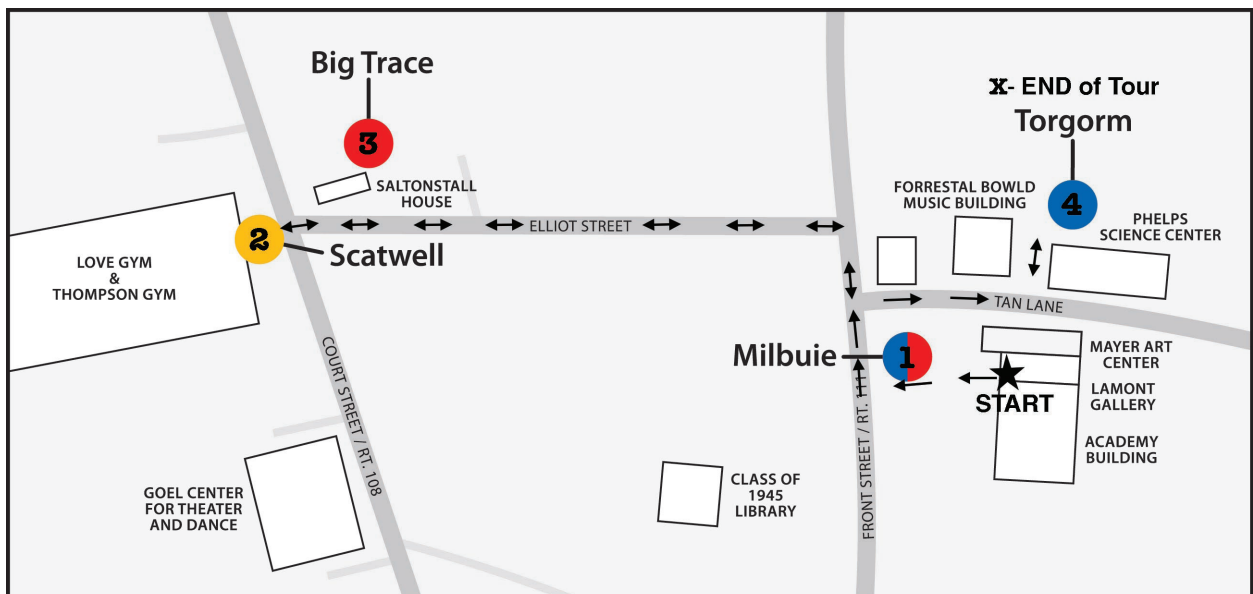 Big Trace
3
SALTONSTALL
HOUSE
x- END of Tour
Torgorm
4
FORRESTAL BOWLD
MUSIC BUILDING
PHELPS
SCIENCE CENTER
2
Scatwell
ELLIOT STREET
LOVE GYM
&
THOMPSON GYM
TAN LANE
Milbuie
1
START
MAYER ART
CENTER
LAMONT
GALLERY
ACADEMY
BUILDING
COURT STREET / RT. 108
FRONT STREET / RT. 111
GOEL CENTER
FOR THEATER
AND DANCE
CLASS OF
1945
LIBRARY